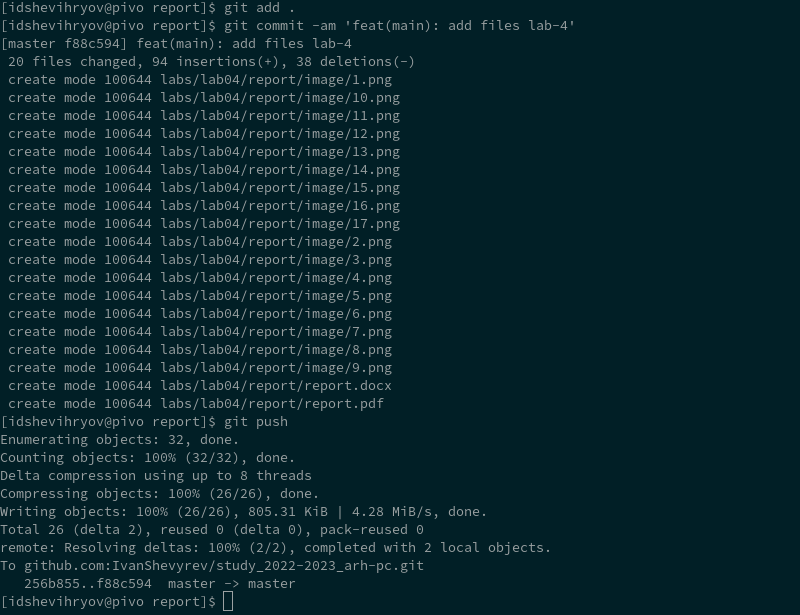 [idshevihryov@pivo report]$ git add .
[idshevihryov@pivo report]$ git commit -am 'feat(main): add files lab-4'
[master f88c594] feat(main): add files lab-4
 20 files changed, 94 insertions(+), 38 deletions(-)
 create mode 100644 labs/lab04/report/image/1.png
 create mode 100644 labs/lab04/report/image/10.png
 create mode 100644 labs/lab04/report/image/11.png
 create mode 100644 labs/lab04/report/image/12.png
 create mode 100644 labs/lab04/report/image/13.png
 create mode 100644 labs/lab04/report/image/14.png
 create mode 100644 labs/lab04/report/image/15.png
 create mode 100644 labs/lab04/report/image/16.png
 create mode 100644 labs/lab04/report/image/17.png
 create mode 100644 labs/lab04/report/image/2.png
 create mode 100644 labs/lab04/report/image/3.png
 create mode 100644 labs/lab04/report/image/4.png
 create mode 100644 labs/lab04/report/image/5.png
 create mode 100644 labs/lab04/report/image/6.png
 create mode 100644 labs/lab04/report/image/7.png
 create mode 100644 labs/lab04/report/image/8.png
 create mode 100644 labs/lab04/report/image/9.png
 create mode 100644 labs/lab04/report/report.docx
 create mode 100644 labs/lab04/report/report.pdf
[idshevihryov@pivo report]$ git push
Enumerating objects: 32, done.
Counting objects: 100% (32/32), done.
Delta compression using up to 8 threads
Compressing objects: 100% (26/26), done.
Writing objects: 100% (26/26), 805.31 KiB | 4.28 MiB/s, done.
Total 26 (delta 2), reused 0 (delta 0), pack-reused 0
remote: Resolving deltas: 100% (2/2), completed with 2 local objects.
To github.com:IvanShevyrev/study_2022-2023_arh-pc.git
   256b855..f88c594  master -> master
[idshevihryov@pivo report]$